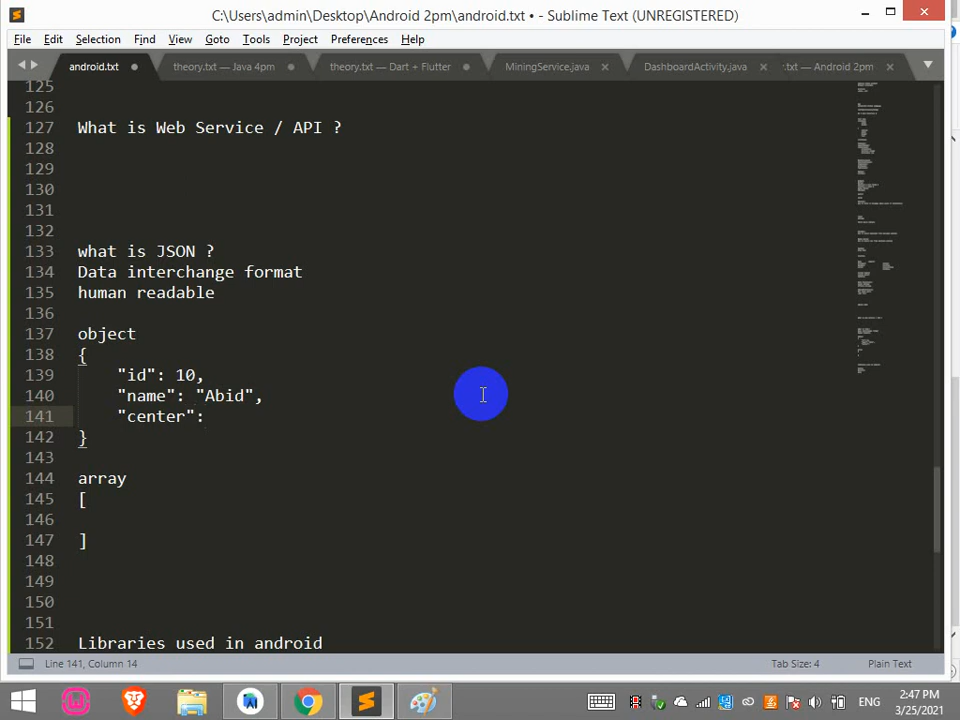 C:\Users\admin\Desktop\Android 2pm\android.txt • - Sublime Text (UNREGISTERED)
File Edit Selection Find View Goto Tools Project Preferences Help
android.txt theory.txt — Java 4pm theory.txt — Dart + Flutter MiningService.java DashboardActivity.java :.txt — Android 2pm
125
126
127 What is Web Service / API ?
128
129
130
131
132
133 what is JSON ?
134 Data interchange format
135 human readable
136
137 object
138 {
139 "id": 10,
140 "name": "Abid",
141 "center":
142 }
143
144 array
145 [
146
147 ]
148
149
150
151
152 Libraries used in android
Line 141, Column 14 Tab Size: 4 Plain Text
ENG 2:47 PM
3/25/2021